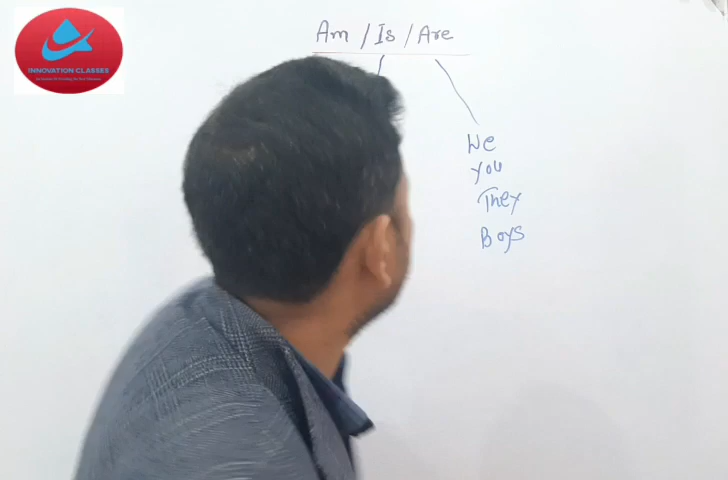 INNOVATION CLASSES
Am / Is / Are
We
you
They
Boys